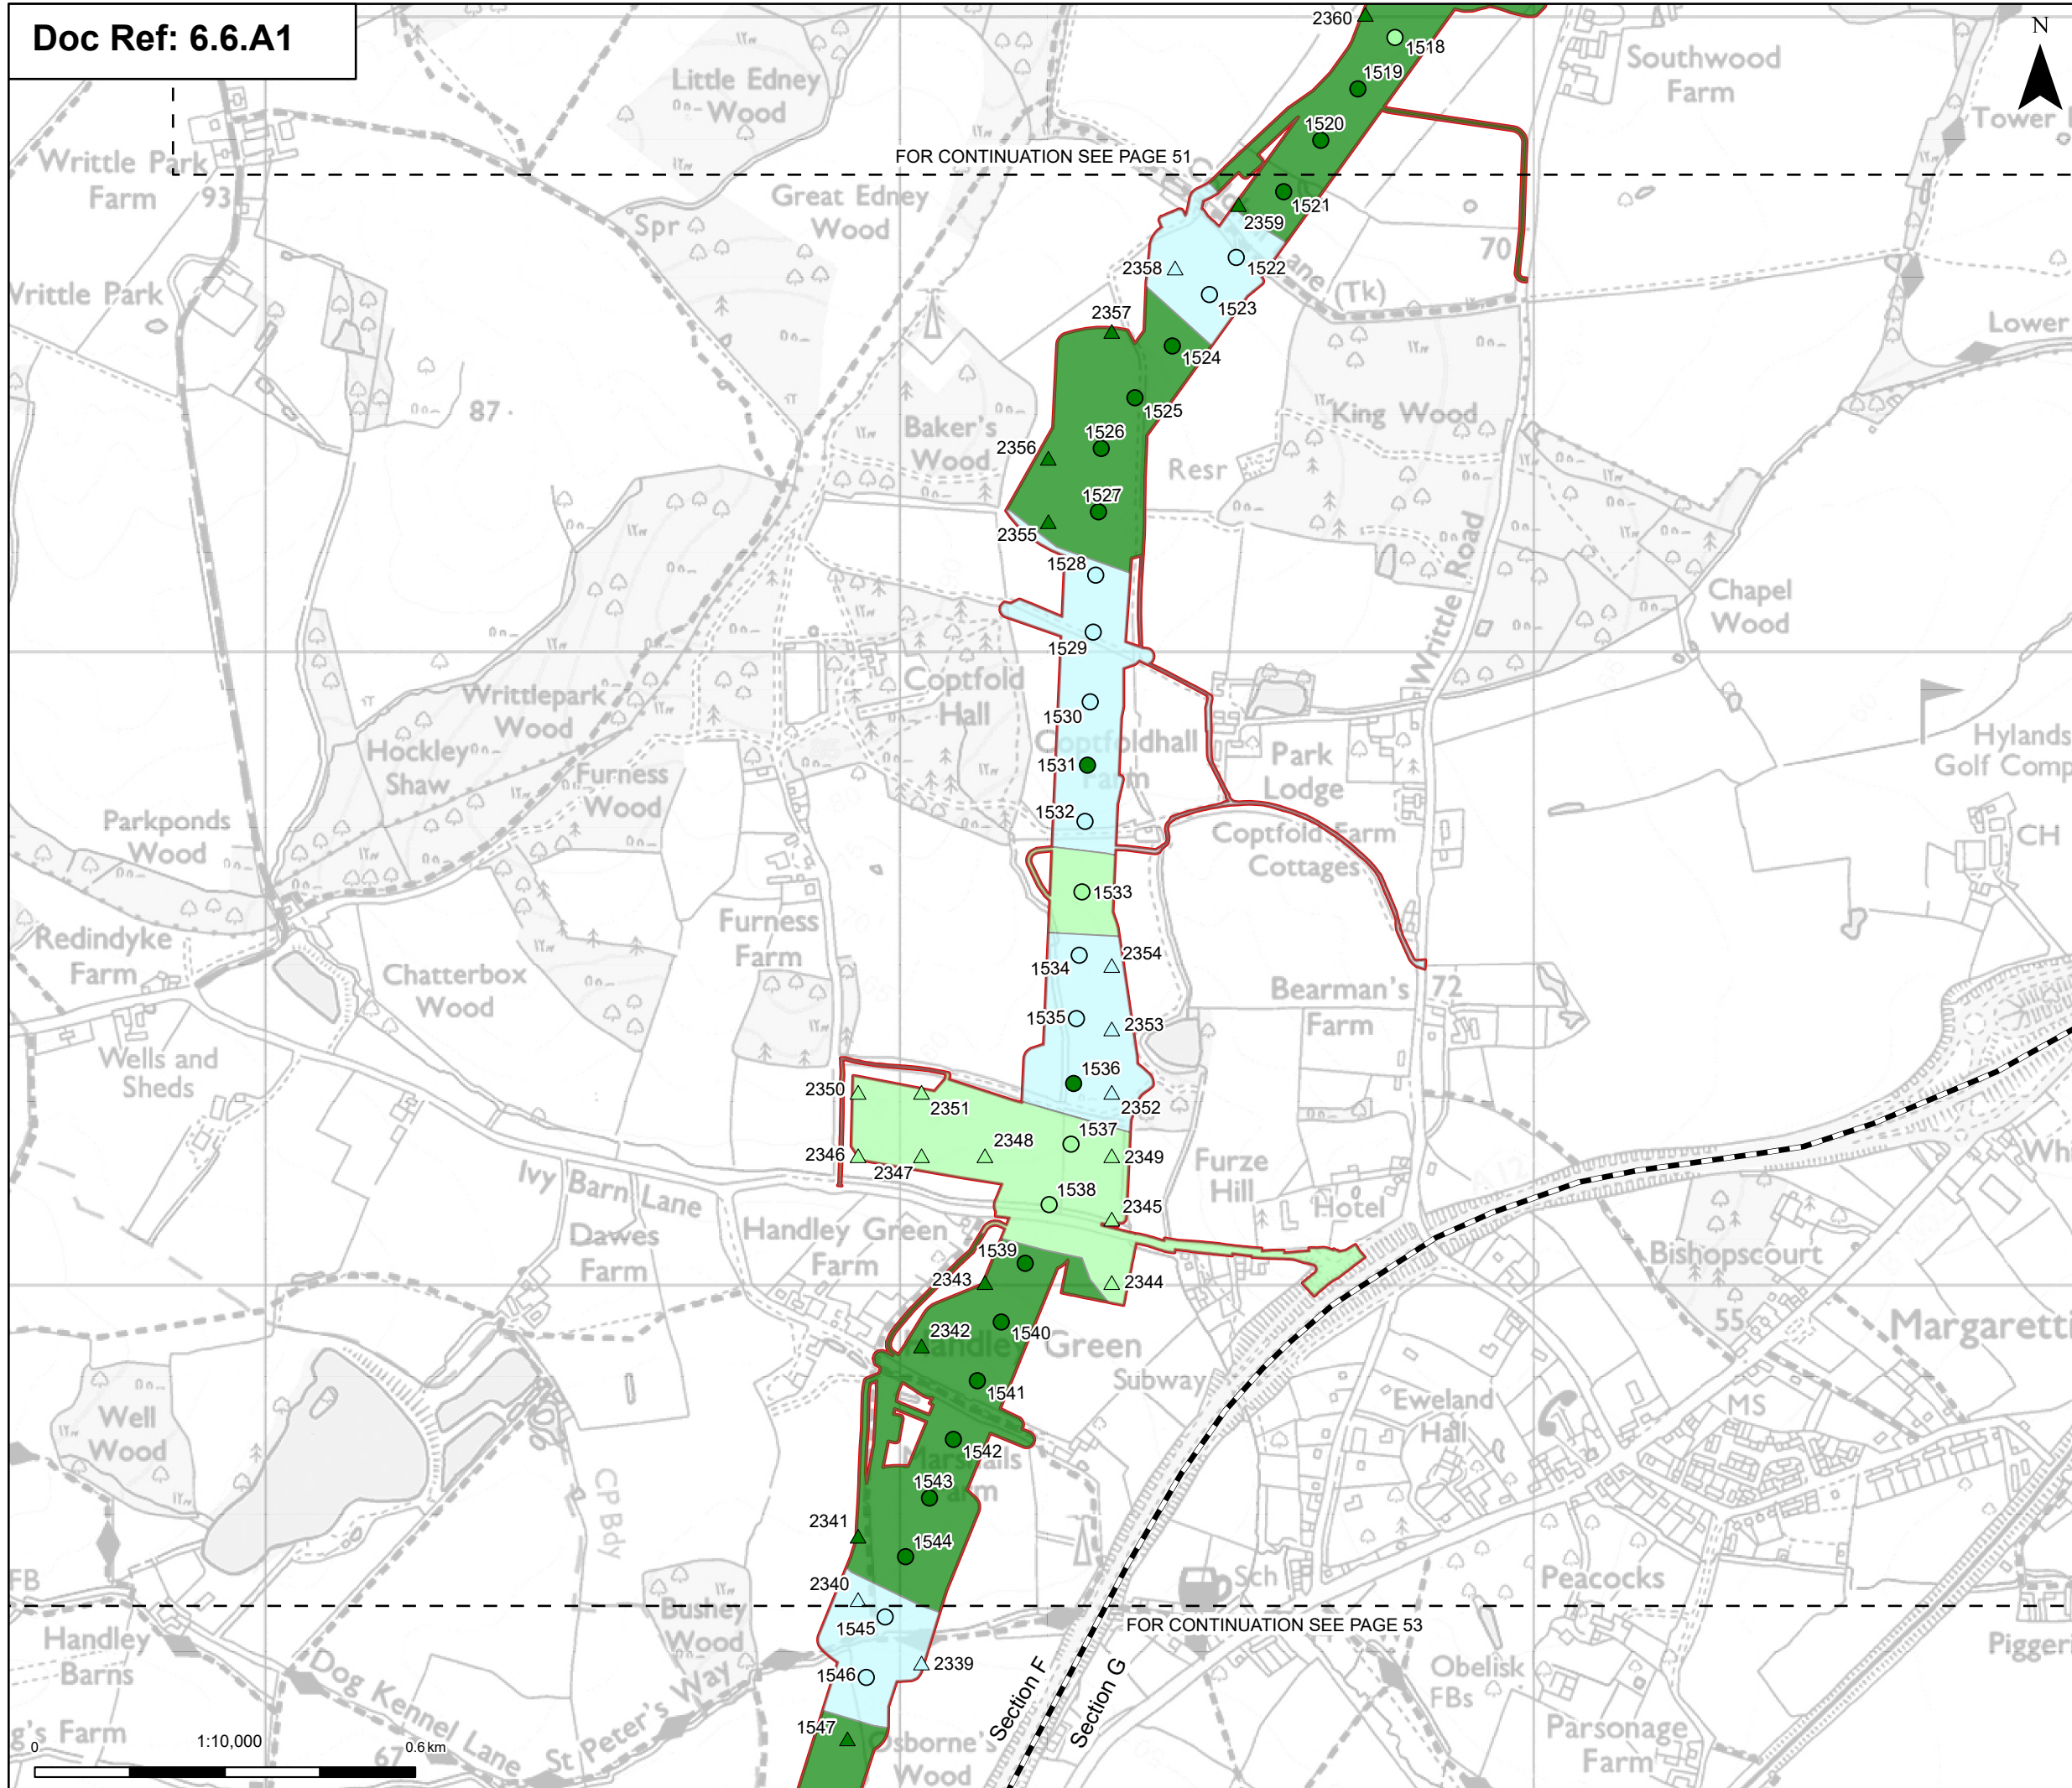 Doc Ref: 6.6.A1
N
2360
1518
1519
1520
Southwood
Farm
Little Edney
Wood
Writtle Park
Farm
93
FOR CONTINUATION SEE PAGE 51
Great Edney
Wood
Spr
1521
2359
70
2358
1522
ane (Tk)
1523
Lower
2357
1524
87
1525
King Wood
Baker's
Wood
1526
2356
Resr
1527
2355
1528
Writtle Road
Chapel
Wood
1529
Coptfold
Hall
Writtlepark
Wood
1530
Coptfoldhall
Farm
Park
Lodge
Hylands
Golf Comp
Hockley
Shaw
Furness
Wood
1531
1532
Coptfold Farm
Cottages
CH
Parkponds
Wood
1533
Furness
Farm
Redindyke
Farm
Chatterbox
Wood
1534
2354
Bearman's
Farm
72
1535
2353
Wells and
Sheds
1536
2352
2350
2351
1537
2348
2349
2346
2347
Furze
Hill
Ivy Barn Lane
1538
2345
Hotel
A 12
Dawes
Farm
Handley Green
Farm
1539
2343
2344
Bishopscourt
55
Margaretti
2342
1540
Handley Green
Subway
1541
Eweland
Hall
MS
Well
Wood
1542
Marshalls
Farm
1543
CP Bdy
2341
1544
FB
2340
Sch
Peacocks
Bushey
Wood
1545
FOR CONTINUATION SEE PAGE 53
Handley
Barns
1546
2339
Obelisk
FBs
Pigger
Dog Kennel Lane
St Peter's Way
Section F
Section G
1547
Osborne's
Wood
Parsonage
Farm
g's Farm
67
1:10,000
0
0.6 km